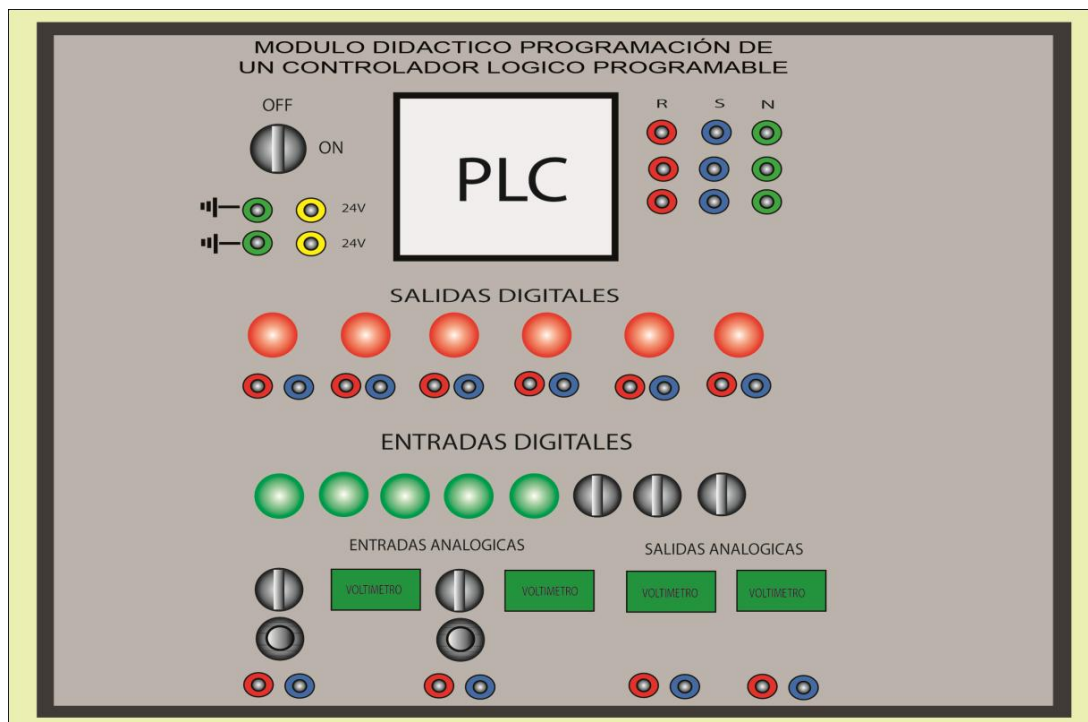 MODULO DIDACTICO PROGRAMACIÓN DE
UN CONTROLADOR LOGICO PROGRAMABLE
OFF
ON
PLC
R S N
24V
24V
SALIDAS DIGITALES
ENTRADAS DIGITALES
ENTRADAS ANALOGICAS
SALIDAS ANALOGICAS
VOLTIMETRO
VOLTIMETRO
VOLTIMETRO
VOLTIMETRO